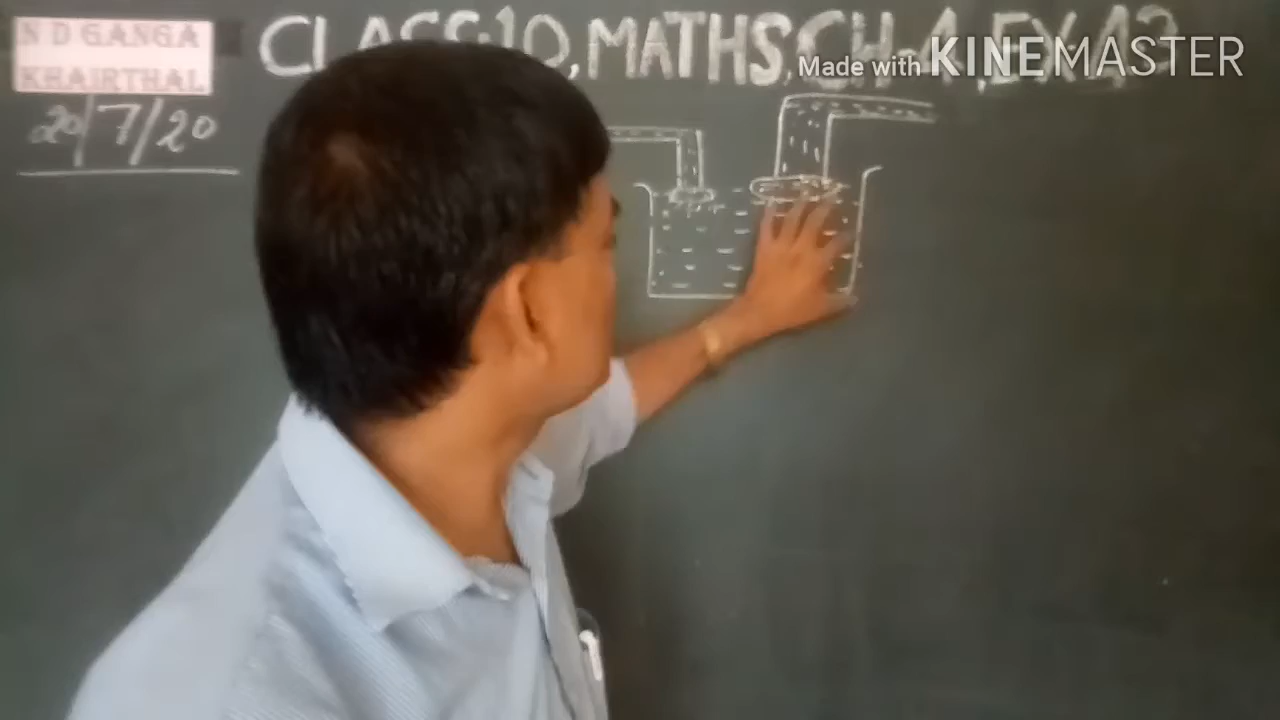 N D GANGA
KHAIRTHAL
CLASS:10, MATHS, CH-4, EX.4.3
Made with KINEMASTER
20/7/20